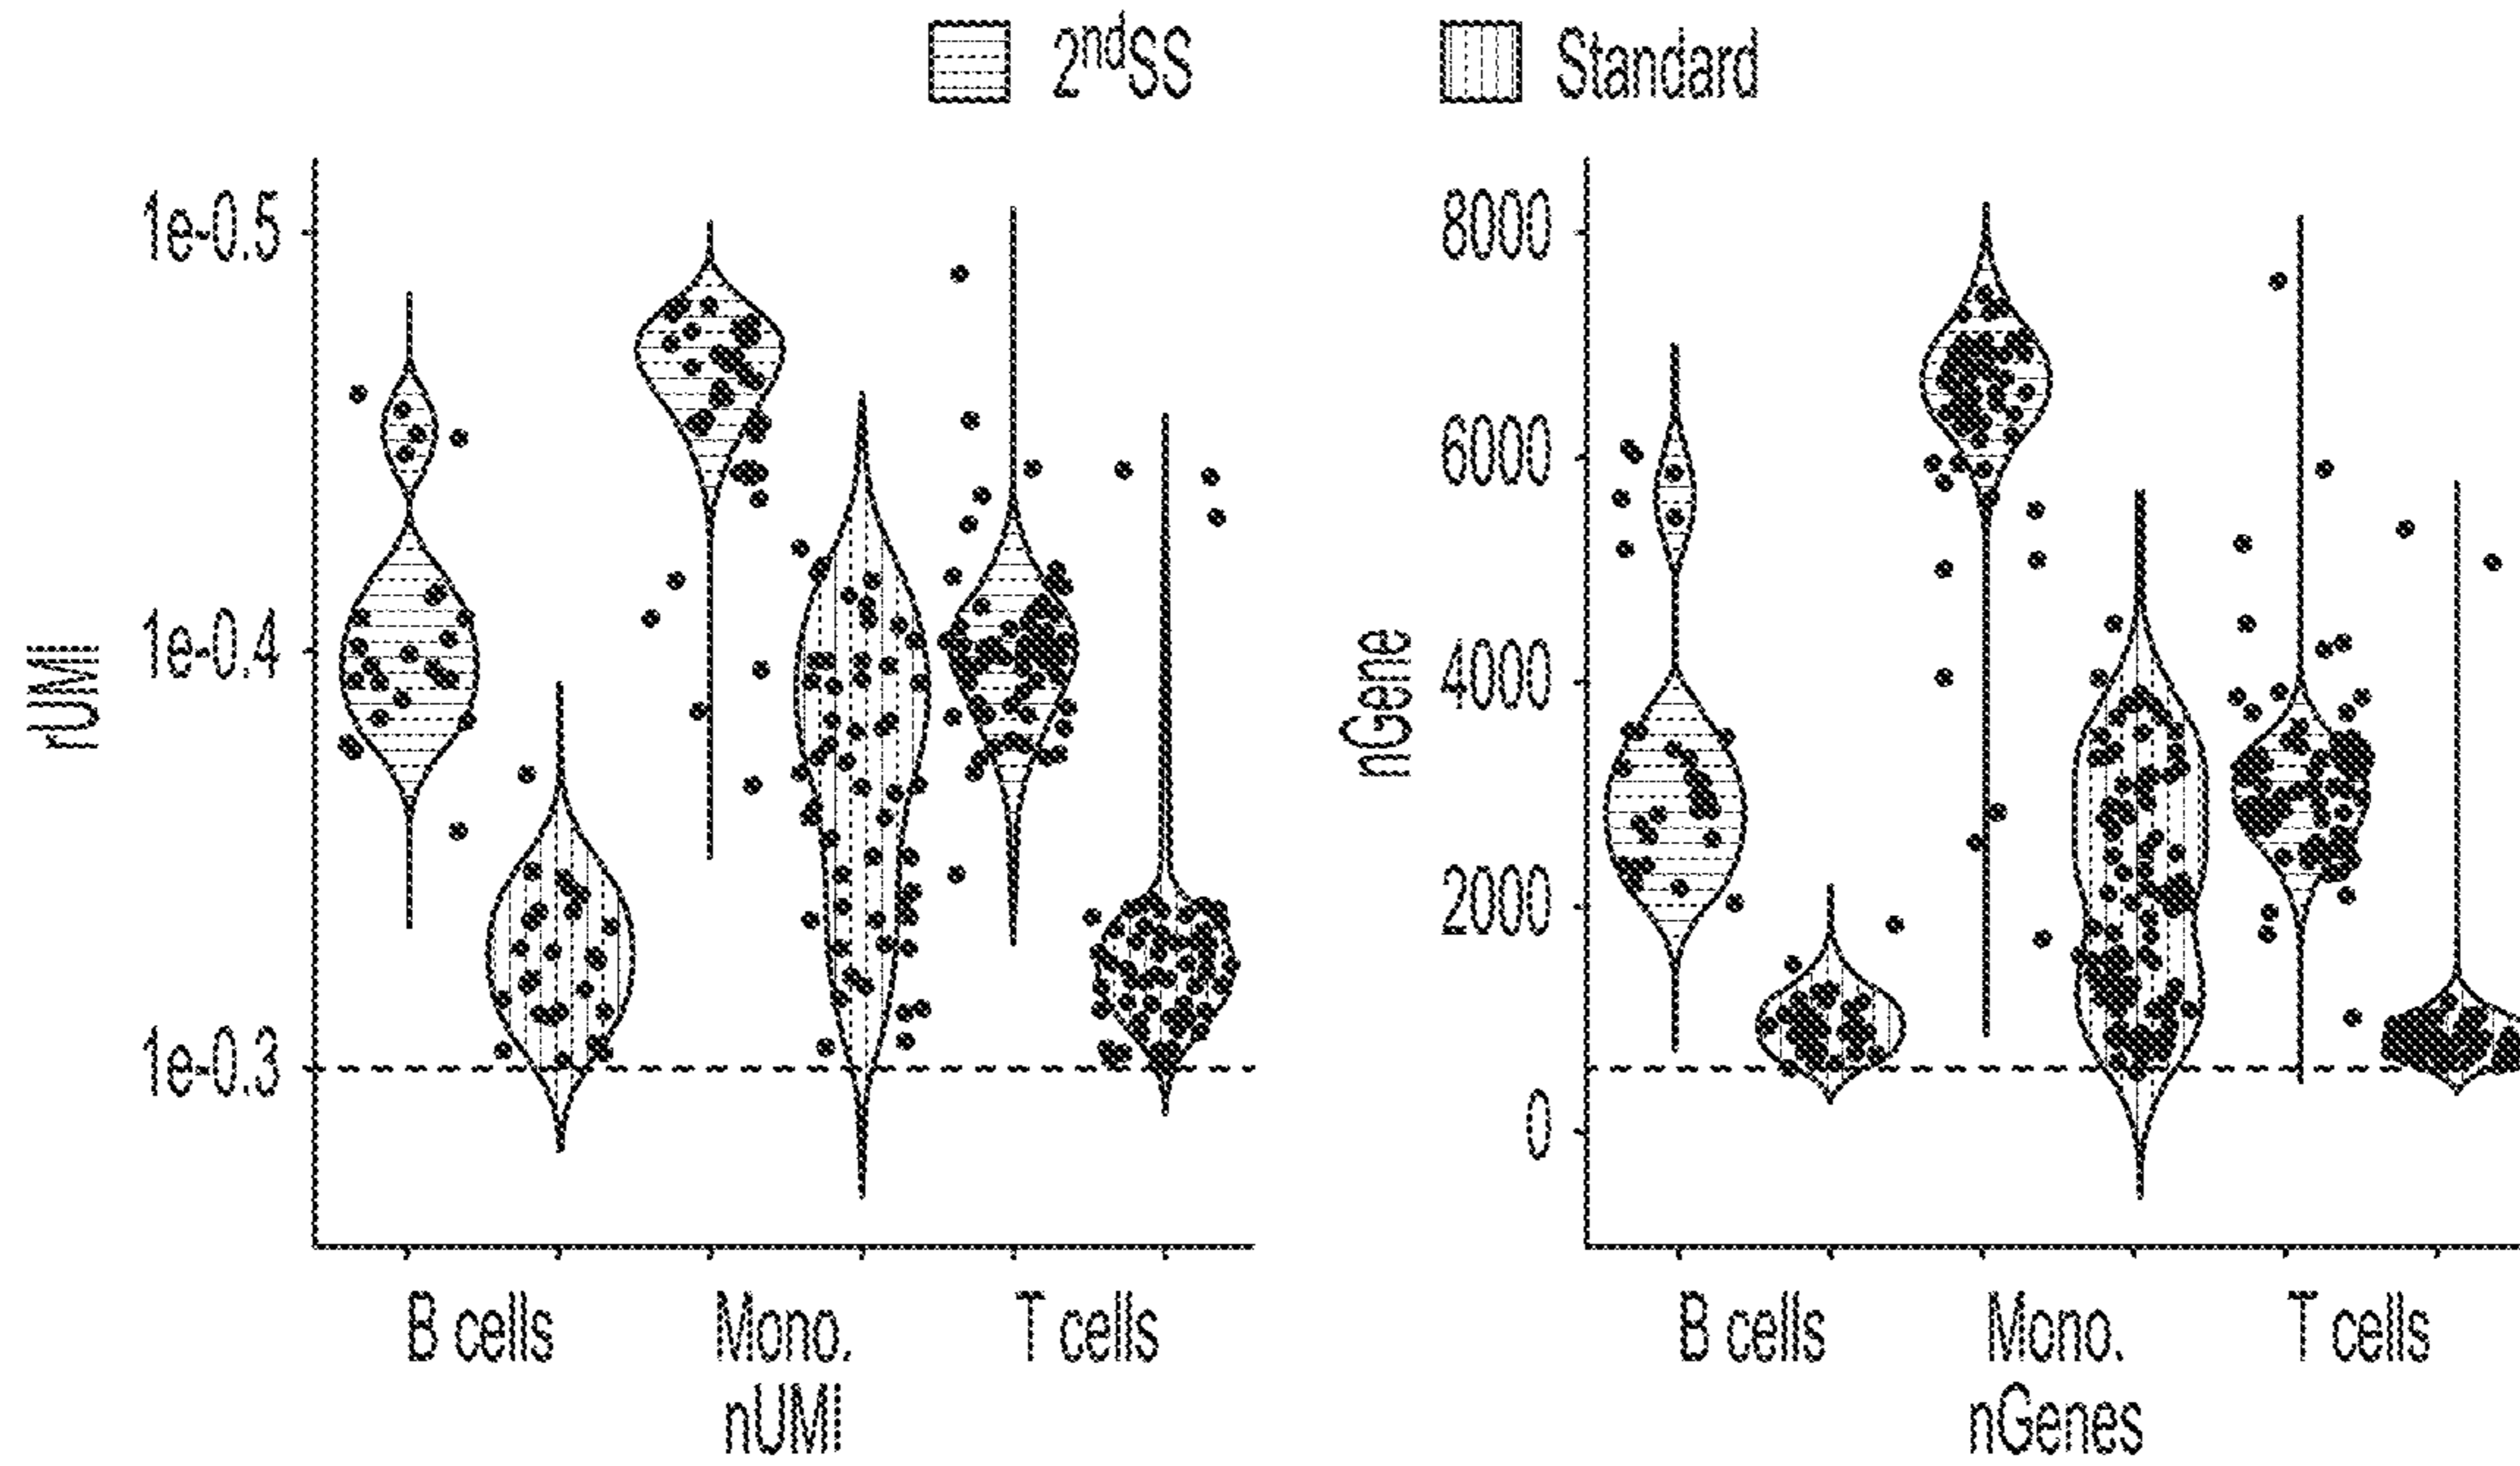 2ndSS Standard
1e-0.5
1e-0.4
1e-0.3
rUMI
B cells Mono. T cells
nUMI
8000
6000
4000
2000
0
nGene
B cells Mono. T cells
nGenes